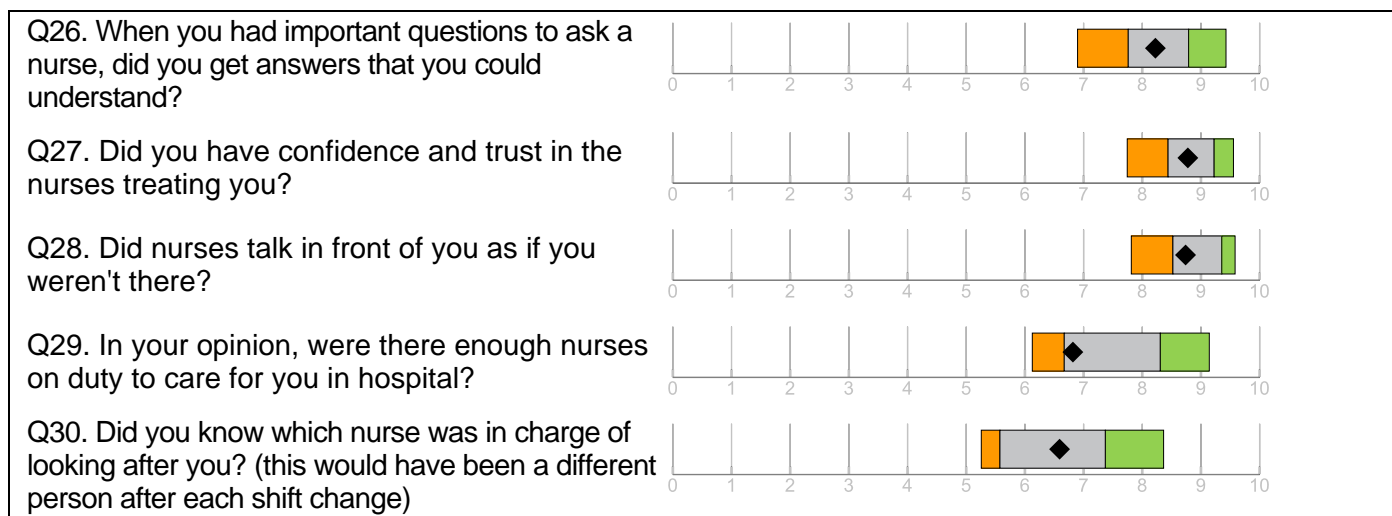 Q26. When you had important questions to ask a
nurse, did you get answers that you could
understand?
0 1 2 3 4 5 6 7 8 9 10
Q27. Did you have confidence and trust in the
nurses treating you?
0 1 2 3 4 5 6 7 8 9 10
Q28. Did nurses talk in front of you as if you
weren't there?
0 1 2 3 4 5 6 7 8 9 10
Q29. In your opinion, were there enough nurses
on duty to care for you in hospital?
0 1 2 3 4 5 6 7 8 9 10
Q30. Did you know which nurse was in charge of
looking after you? (this would have been a different
person after each shift change)
0 1 2 3 4 5 6 7 8 9 10